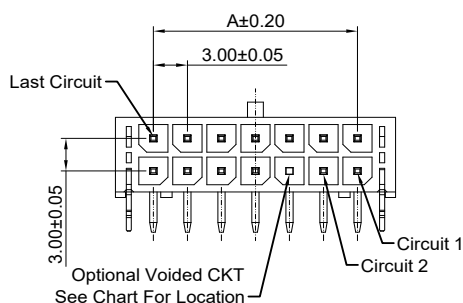 A±0.20
3.00±0.05
Last Circuit
3.00±0.05
Circuit 1
Circuit 2
Optional Voided CKT
See Chart For Location